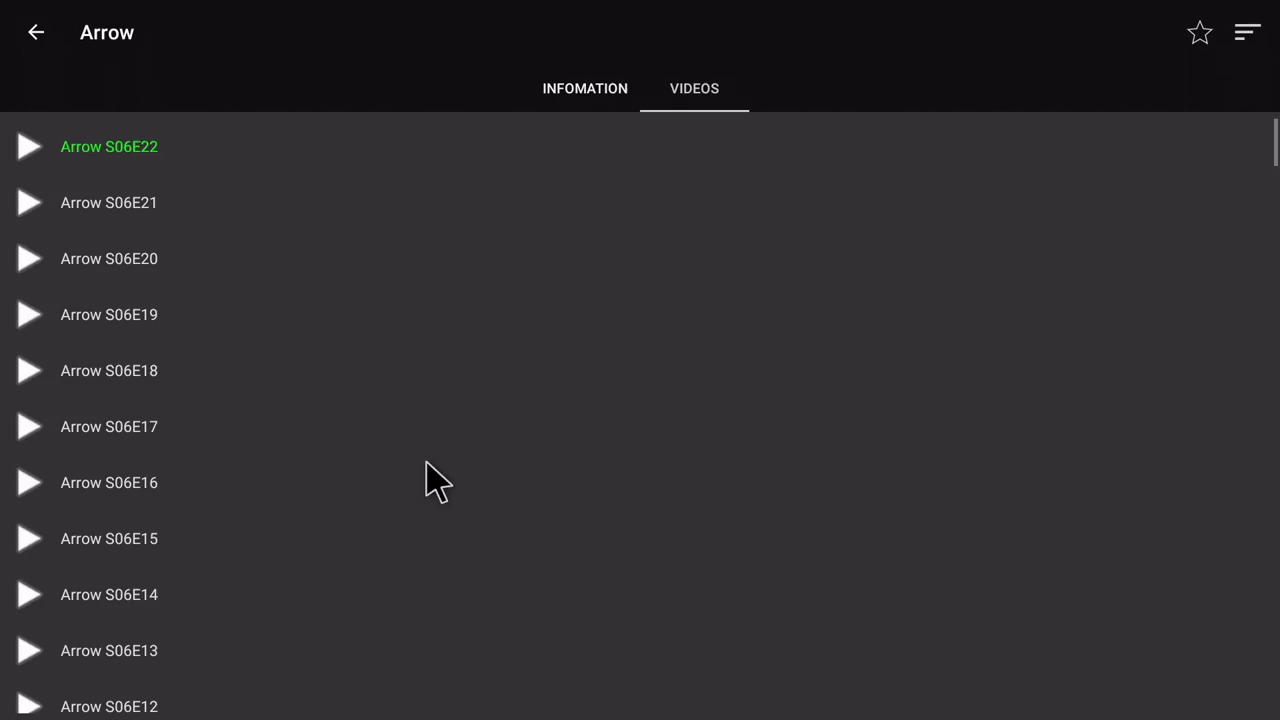 Arrow
INFOMATION
VIDEOS
Arrow S06E22
Arrow S06E21
Arrow S06E20
Arrow S06E19
Arrow S06E18
Arrow S06E17
Arrow S06E16
Arrow S06E15
Arrow S06E14
Arrow S06E13
Arrow S06E12